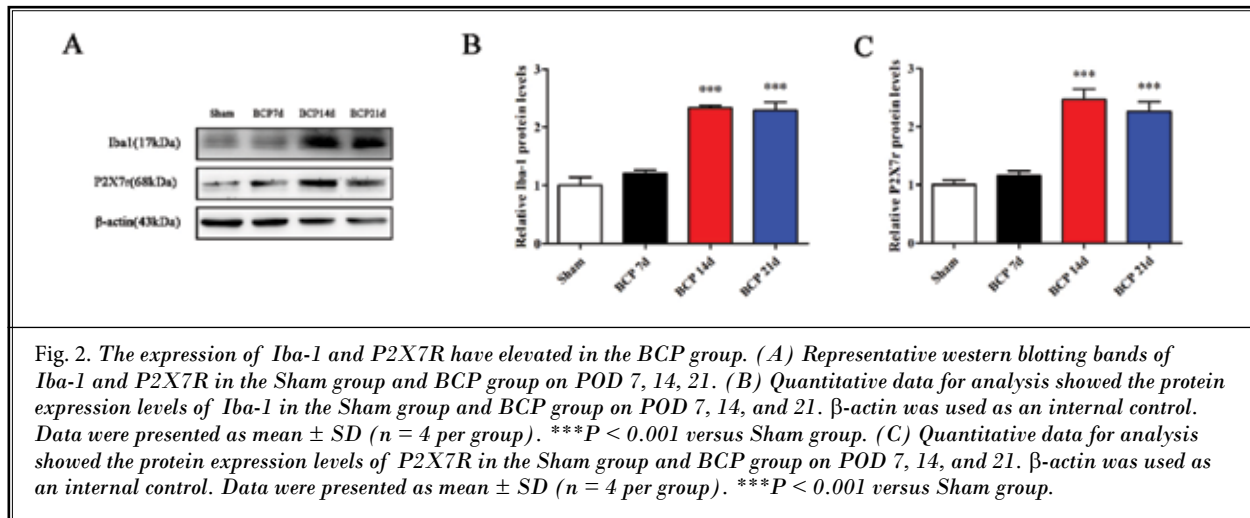 A
Sham BCP7d BCP14d BCP21d
Iba1(17kDa)
P2X7r(68kDa)
β-actin(43kDa)
B
Relative Iba-1 protein levels
3
2
1
0
***
***
Sham
BCP 7d
BCP 14d
BCP 21d
C
Relative P2X7r protein levels
3
2
1
0
***
***
Sham
BCP 7d
BCP 14d
BCP 21d
Fig. 2. The expression of Iba-1 and P2X7R have elevated in the BCP group. (A) Representative western blotting bands of
Iba-1 and P2X7R in the Sham group and BCP group on POD 7, 14, 21. (B) Quantitative data for analysis showed the protein
expression levels of Iba-1 in the Sham group and BCP group on POD 7, 14, and 21. β-actin was used as an internal control.
Data were presented as mean ± SD (n = 4 per group). ***P < 0.001 versus Sham group. (C) Quantitative data for analysis
showed the protein expression levels of P2X7R in the Sham group and BCP group on POD 7, 14, and 21. β-actin was used as
an internal control. Data were presented as mean ± SD (n = 4 per group). ***P < 0.001 versus Sham group.